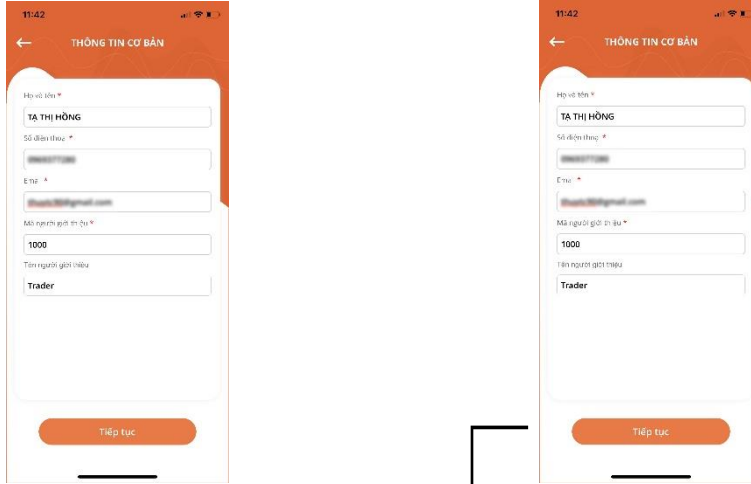 11:42
THÔNG TIN CƠ BẢN
Họ và tên *
TẠ THỊ HỒNG
Số điện thoại *
Email *
Mã người giới thiệu *
1000
Tên người giới thiệu
Trader
Tiếp tục
11:42
THÔNG TIN CƠ BẢN
Họ và tên *
TẠ THỊ HỒNG
Số điện thoại *
Email *
Mã người giới thiệu *
1000
Tên người giới thiệu
Trader
Tiếp tục